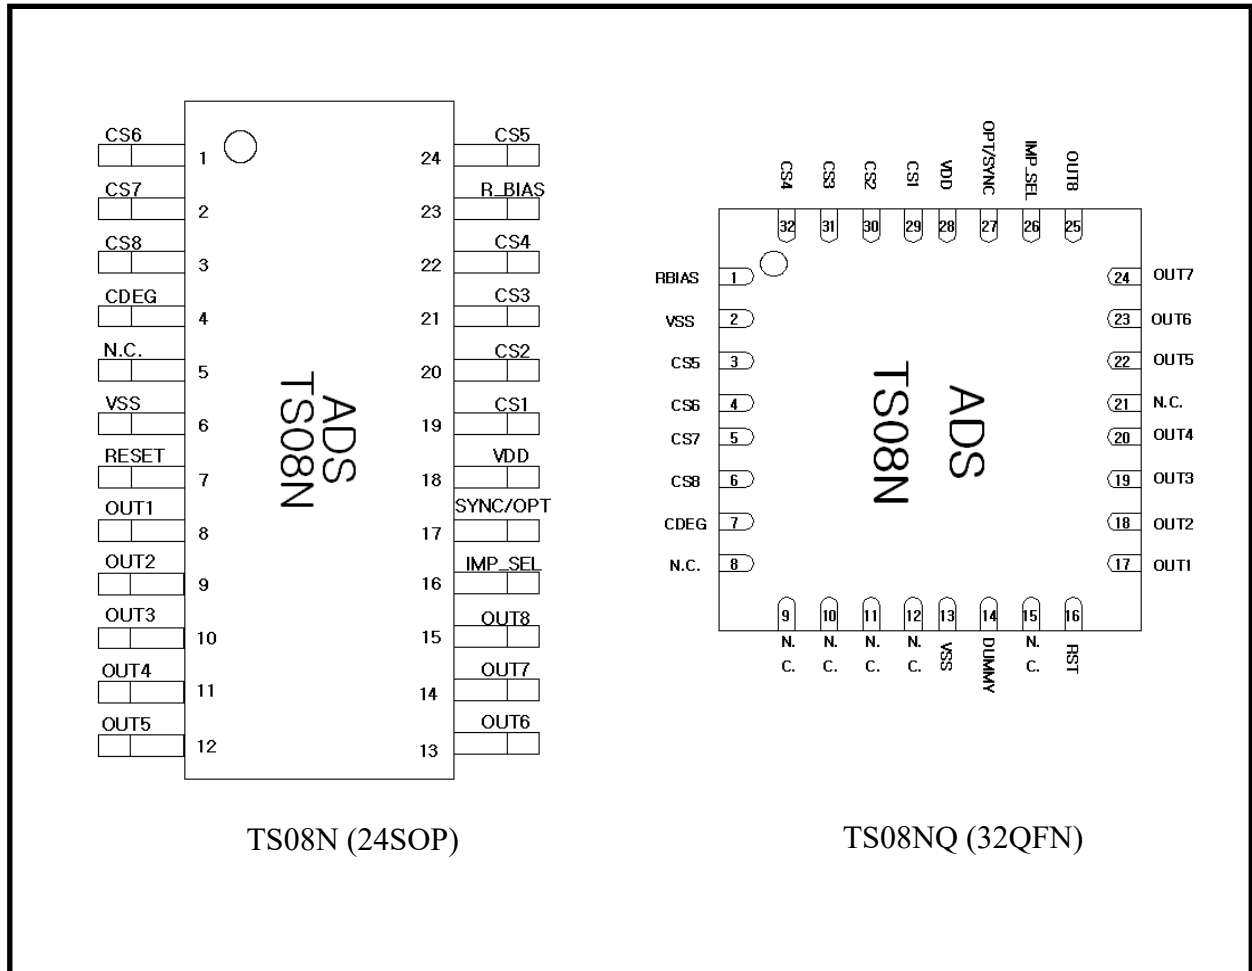 CS6
1
CS7
2
CS8
3
CDEG
4
N.C.
5
VSS
6
RESET
7
OUT1
8
OUT2
9
OUT3
10
OUT4
11
OUT5
12
CS5
24
R_BIAS
23
CS4
22
CS3
21
CS2
20
CS1
19
VDD
18
SYNC/OPT
17
IMP_SEL
16
OUT8
15
OUT7
14
OUT6
13
ADS
TS08N
TS08N (24SOP)
CS4
32
CS3
31
CS2
30
CS1
29
VDD
28
OPT/SYNC
27
IMP_SEL
26
OUT8
25
RBIAS 1
VSS 2
CS5 3
CS6 4
CS7 5
CS8 6
CDEG 7
N.C. 8
24 OUT7
23 OUT6
22 OUT5
21 N.C.
20 OUT4
19 OUT3
18 OUT2
17 OUT1
ADS
TS08N
9
N.
C.
10
N.
C.
11
N.
C.
12
N.
C.
13
VSS
14
DUMMY
15
N.
C.
16
RST
TS08NQ (32QFN)